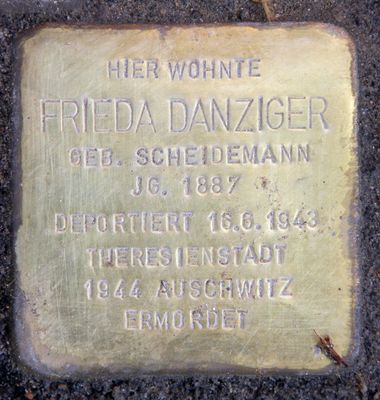 HIER WOHNTE
FRIEDA DANZIGER
GEB. SCHEIDEMANN
JG. 1887
DEPORTIERT 16.6.1943
THERESIENSTADT
1944 AUSCHWITZ
ERMORDET